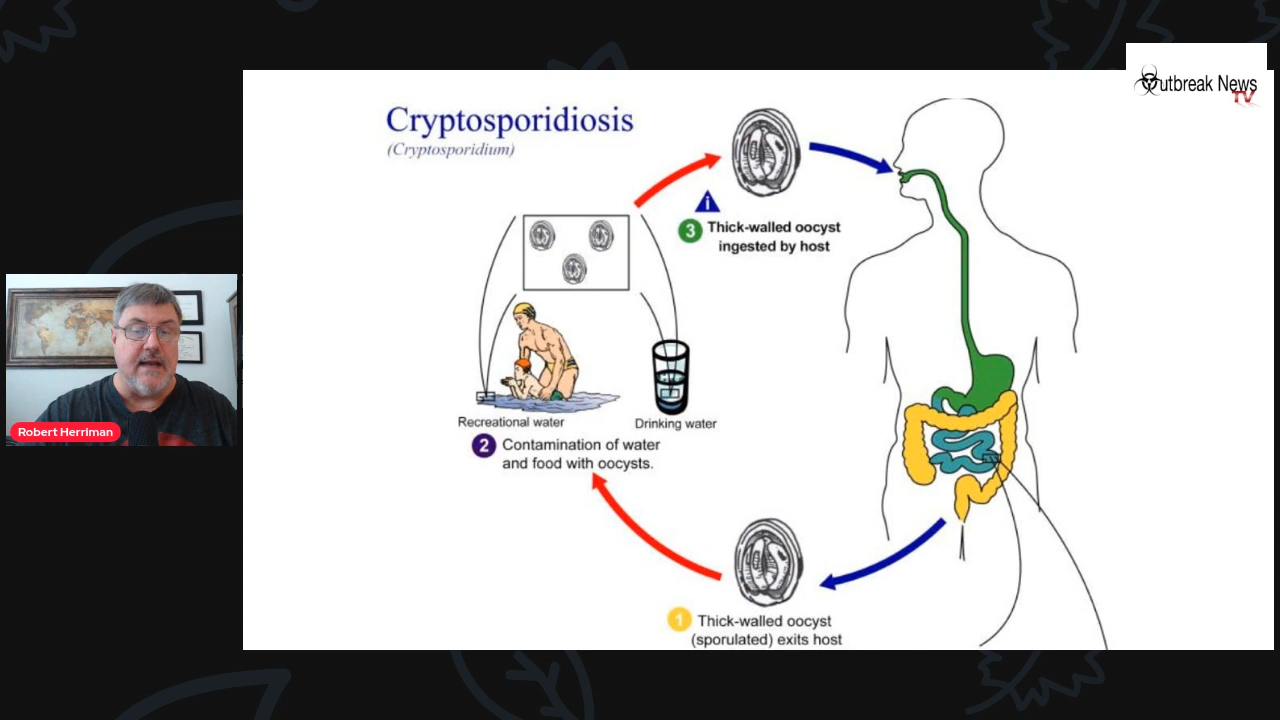 Outbreak News
TV
Cryptosporidiosis
(Cryptosporidium)
i
3 Thick-walled oocyst
ingested by host
Recreational water
Drinking water
2 Contamination of water
and food with oocysts.
Robert Herriman
1 Thick-walled oocyst
(sporulated) exits host